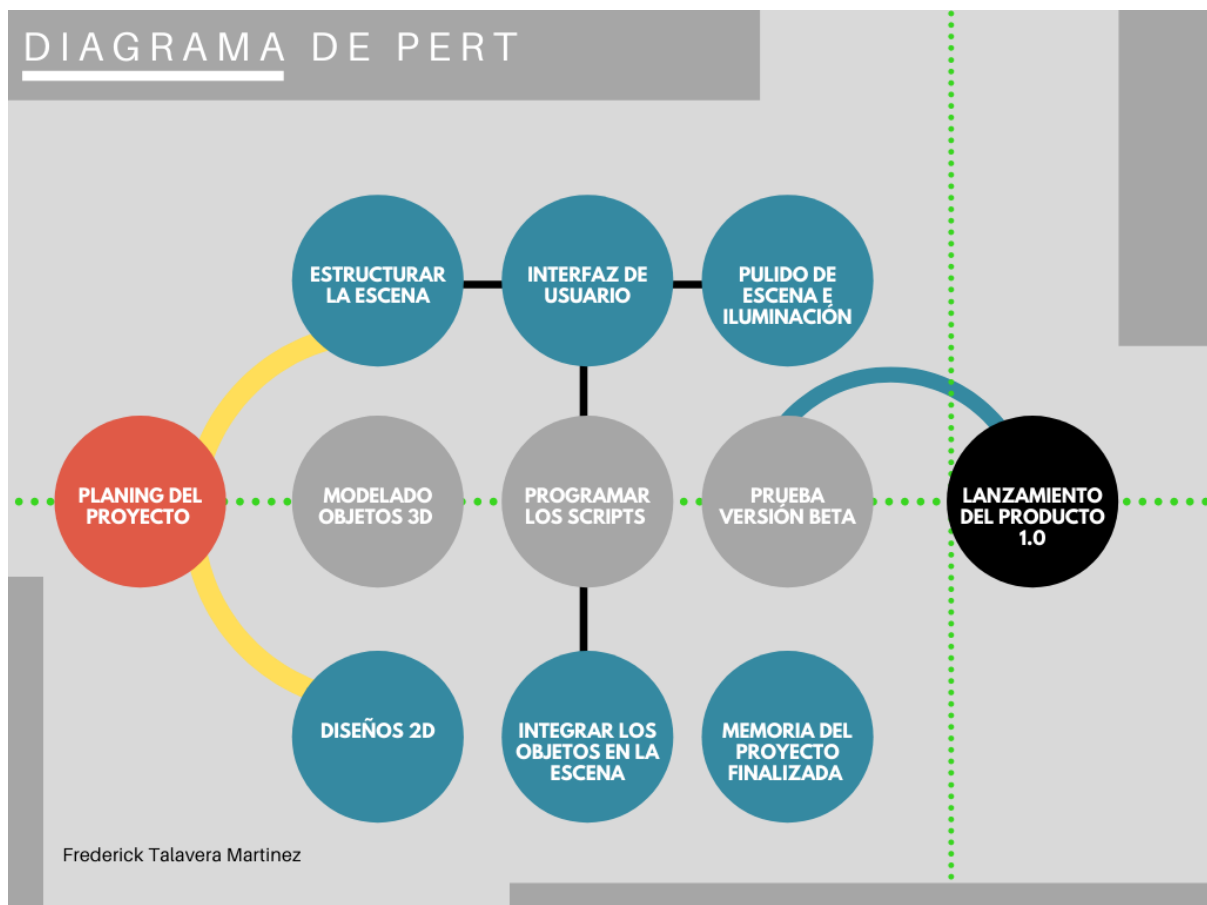 DIAGRAMA DE PERT
ESTRUCTURAR
LA ESCENA
INTERFAZ DE
USUARIO
PULIDO DE
ESCENA E
ILUMINACIÓN
PLANING DEL
PROYECTO
MODELADO
OBJETOS 3D
PROGRAMAR
LOS SCRIPTS
PRUEBA
VERSIÓN BETA
LANZAMIENTO
DEL PRODUCTO
1.0
DISEÑOS 2D
INTEGRAR LOS
OBJETOS EN LA
ESCENA
MEMORIA DEL
PROYECTO
FINALIZADA
Frederick Talavera Martinez